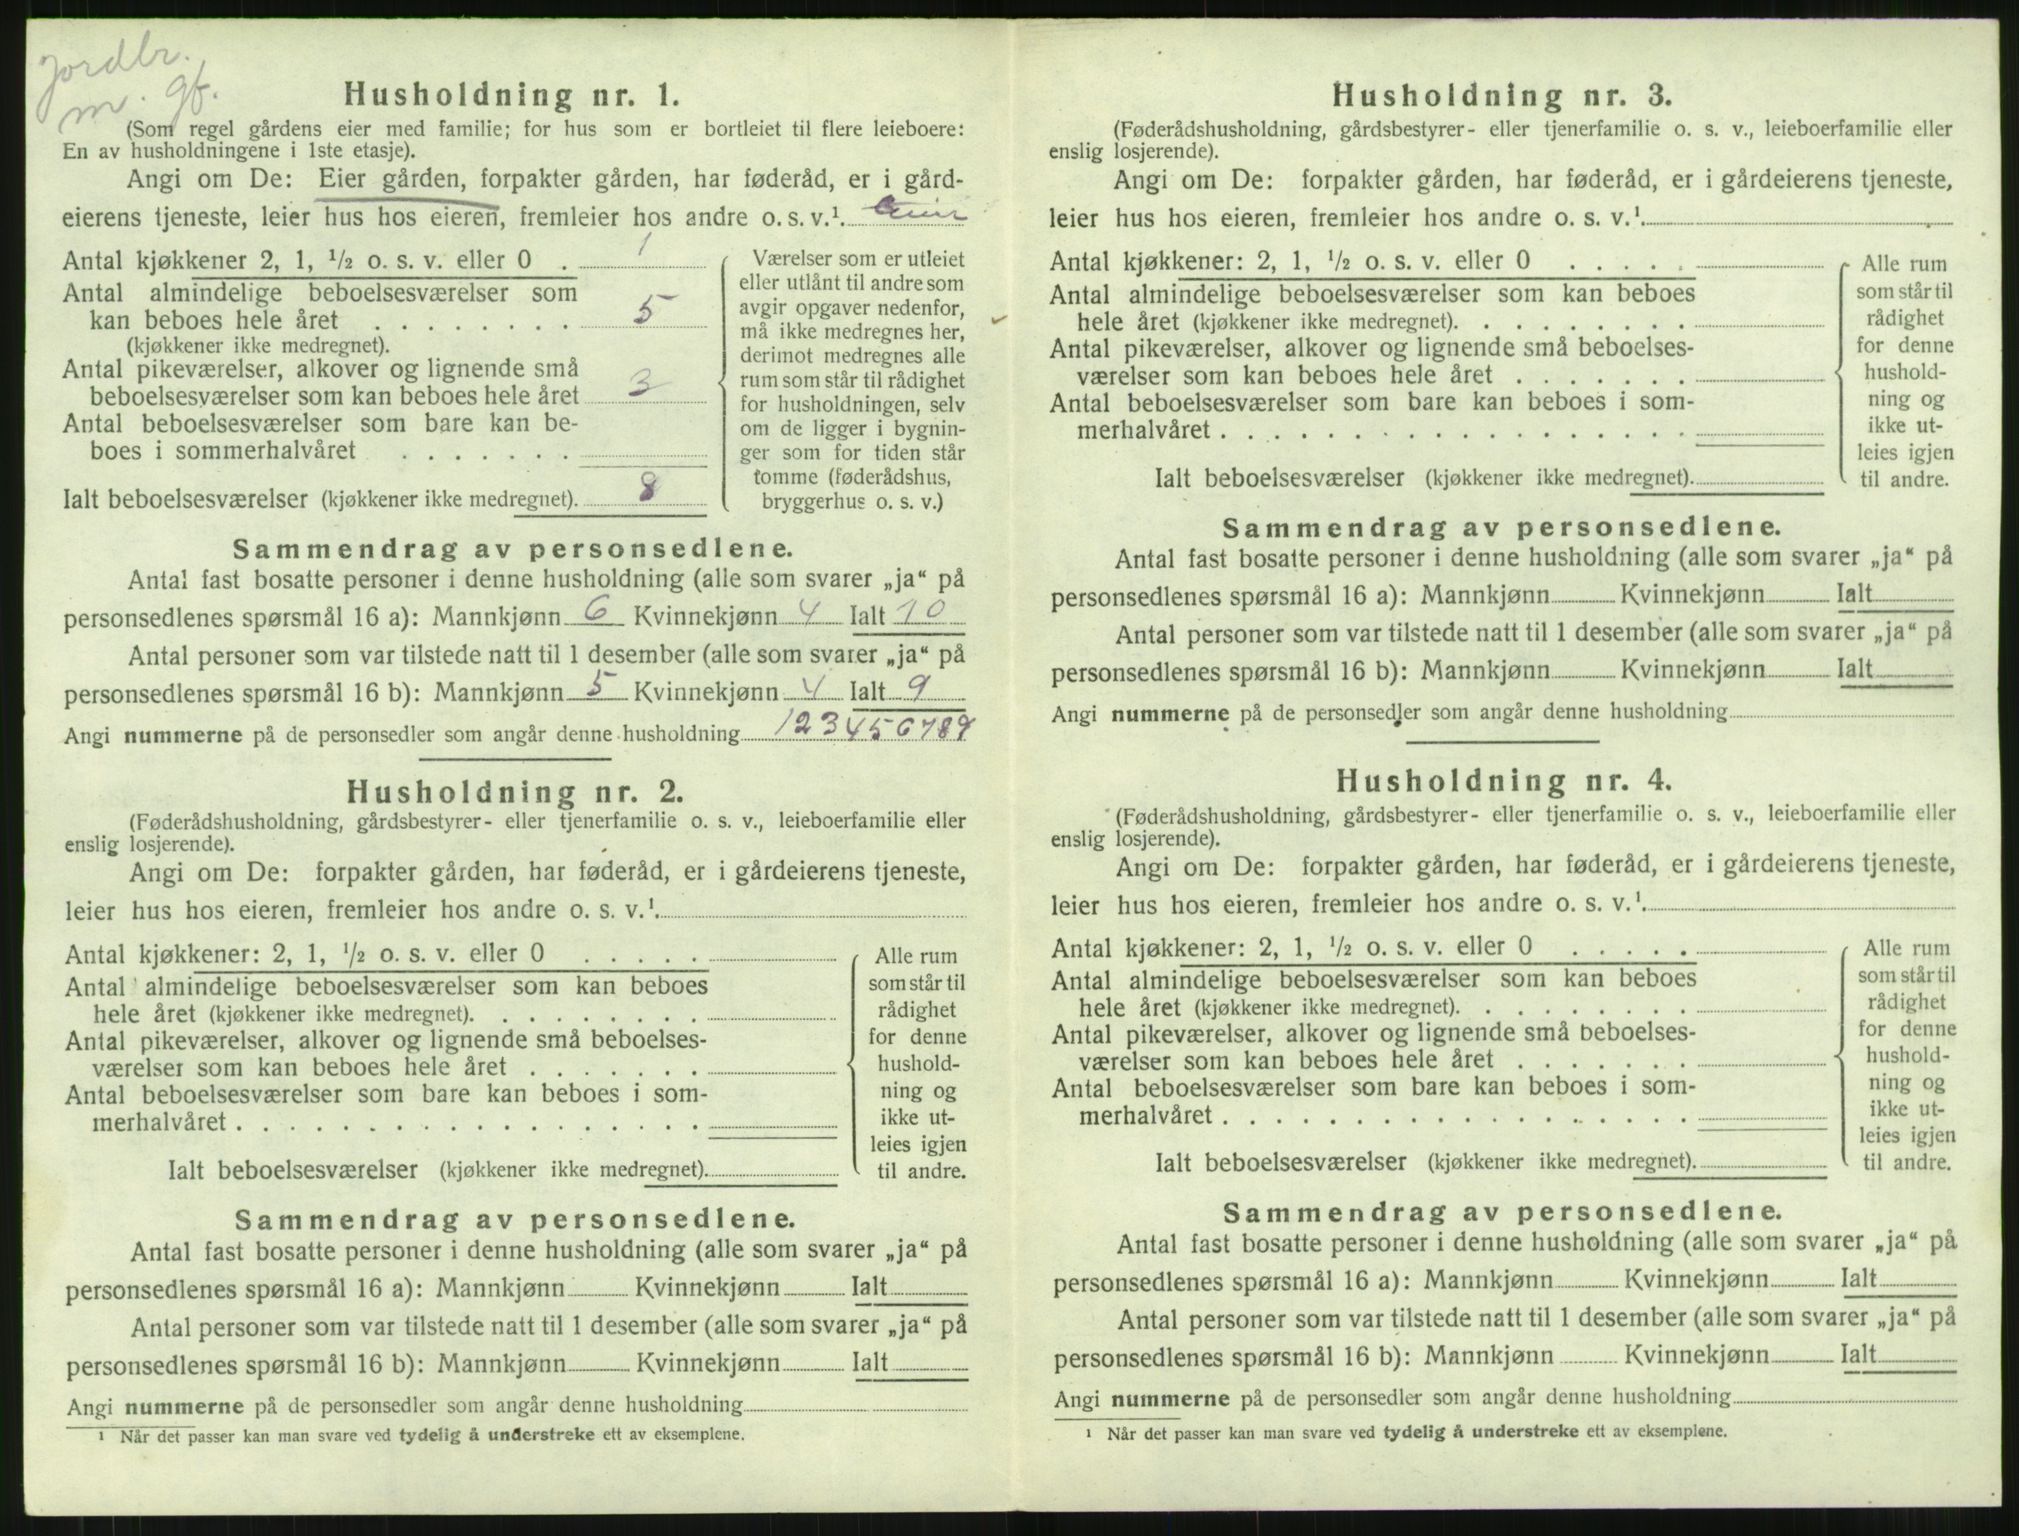 Jordbr.
m. gf.
Husholdning nr. 1.
(Som regel gårdens eier med familie; for hus som er bortleiet til flere leieboere:
En av husholdningene i 1ste etasje).
Angi om De: Eier gården, forpakter gården, har føderåd, er i gård-
eierens tjeneste, leier hus hos eieren, fremleier hos andre o. s. v.¹
Antal kjøkkener 2, 1, ½ o. s. v. eller 0 . 1
Antal almindelige beboelsesværelser som
kan beboes hele året . . . . . . . . 5
(kjøkkener ikke medregnet).
Antal pikeværelser, alkover og lignende små
beboelsesværelser som kan beboes hele året 3
Antal beboelsesværelser som bare kan be-
boes i sommerhalvåret . . . . . . .
Ialt beboelsesværelser (kjøkkener ikke medregnet). 8
Værelser som er utleiet
eller utlånt til andre som
avgir opgaver nedenfor,
må ikke medregnes her,
derimot medregnes alle
rum som står til rådighet
for husholdningen, selv
om de ligger i bygnin-
ger som for tiden står
tomme (føderådshus,
bryggerhus o. s. v.)
Sammendrag av personsedlene.
Antal fast bosatte personer i denne husholdning (alle som svarer „ja“ på
personsedlenes spørsmål 16 a): Mannkjønn 6 Kvinnekjønn 4 Ialt 10
Antal personer som var tilstede natt til 1 desember (alle som svarer „ja“ på
personsedlenes spørsmål 16 b): Mannkjønn 5 Kvinnekjønn 4 Ialt 9
Angi nummerne på de personsedler som angår denne husholdning 1 2 3 4 5 6 7 8 9
Husholdning nr. 2.
(Føderådshusholdning, gårdsbestyrer- eller tjenerfamilie o. s. v., leieboerfamilie eller
enslig losjerende).
Angi om De: forpakter gården, har føderåd, er i gårdeierens tjeneste,
leier hus hos eieren, fremleier hos andre o. s. v.¹
Antal kjøkkener: 2, 1, ½ o. s. v. eller 0 . . . . .
Antal almindelige beboelsesværelser som kan beboes
hele året (kjøkkener ikke medregnet). . . . . . . . .
Antal pikeværelser, alkover og lignende små beboelses-
værelser som kan beboes hele året . . . . . . .
Antal beboelsesværelser som bare kan beboes i som-
merhalvåret . . . . . . . . . . . . . . . . . .
Ialt beboelsesværelser (kjøkkener ikke medregnet).
Alle rum
som står til
rådighet
for denne
hushold-
ning og
ikke ut-
leies igjen
til andre.
Sammendrag av personsedlene.
Antal fast bosatte personer i denne husholdning (alle som svarer „ja“ på
personsedlenes spørsmål 16 a): Mannkjønn Kvinnekjønn Ialt
Antal personer som var tilstede natt til 1 desember (alle som svarer „ja“ på
personsedlenes spørsmål 16 b): Mannkjønn Kvinnekjønn Ialt
Angi nummerne på de personsedler som angår denne husholdning
¹ Når det passer kan man svare ved tydelig å understreke ett av eksemplene.
Husholdning nr. 3.
(Føderådshusholdning, gårdsbestyrer- eller tjenerfamilie o. s. v., leieboerfamilie eller
enslig losjerende).
Angi om De: forpakter gården, har føderåd, er i gårdeierens tjeneste,
leier hus hos eieren, fremleier hos andre o. s. v.¹
Antal kjøkkener: 2, 1, ½ o. s. v. eller 0 . . . . .
Antal almindelige beboelsesværelser som kan beboes
hele året (kjøkkener ikke medregnet). . . . . . . . .
Antal pikeværelser, alkover og lignende små beboelses-
værelser som kan beboes hele året . . . . . . .
Antal beboelsesværelser som bare kan beboes i som-
merhalvåret . . . . . . . . . . . . . . . . . .
Ialt beboelsesværelser (kjøkkener ikke medregnet).
Alle rum
som står til
rådighet
for denne
hushold-
ning og
ikke ut-
leies igjen
til andre.
Sammendrag av personsedlene.
Antal fast bosatte personer i denne husholdning (alle som svarer „ja“ på
personsedlenes spørsmål 16 a): Mannkjønn Kvinnekjønn Ialt
Antal personer som var tilstede natt til 1 desember (alle som svarer „ja“ på
personsedlenes spørsmål 16 b): Mannkjønn Kvinnekjønn Ialt
Angi nummerne på de personsedler som angår denne husholdning
Husholdning nr. 4.
(Føderådshusholdning, gårdsbestyrer- eller tjenerfamilie o. s. v., leieboerfamilie eller
enslig losjerende).
Angi om De: forpakter gården, har føderåd, er i gårdeierens tjeneste,
leier hus hos eieren, fremleier hos andre o. s. v.¹
Antal kjøkkener: 2, 1, ½ o. s. v. eller 0 . . . . .
Antal almindelige beboelsesværelser som kan beboes
hele året (kjøkkener ikke medregnet). . . . . . . . .
Antal pikeværelser, alkover og lignende små beboelses-
værelser som kan beboes hele året . . . . . . .
Antal beboelsesværelser som bare kan beboes i som-
merhalvåret . . . . . . . . . . . . . . . . . .
Ialt beboelsesværelser (kjøkkener ikke medregnet).
Alle rum
som står til
rådighet
for denne
hushold-
ning og
ikke ut-
leies igjen
til andre.
Sammendrag av personsedlene.
Antal fast bosatte personer i denne husholdning (alle som svarer „ja“ på
personsedlenes spørsmål 16 a): Mannkjønn Kvinnekjønn Ialt
Antal personer som var tilstede natt til 1 desember (alle som svarer „ja“ på
personsedlenes spørsmål 16 b): Mannkjønn Kvinnekjønn Ialt
Angi nummerne på de personsedler som angår denne husholdning
¹ Når det passer kan man svare ved tydelig å understreke ett av eksemplene.